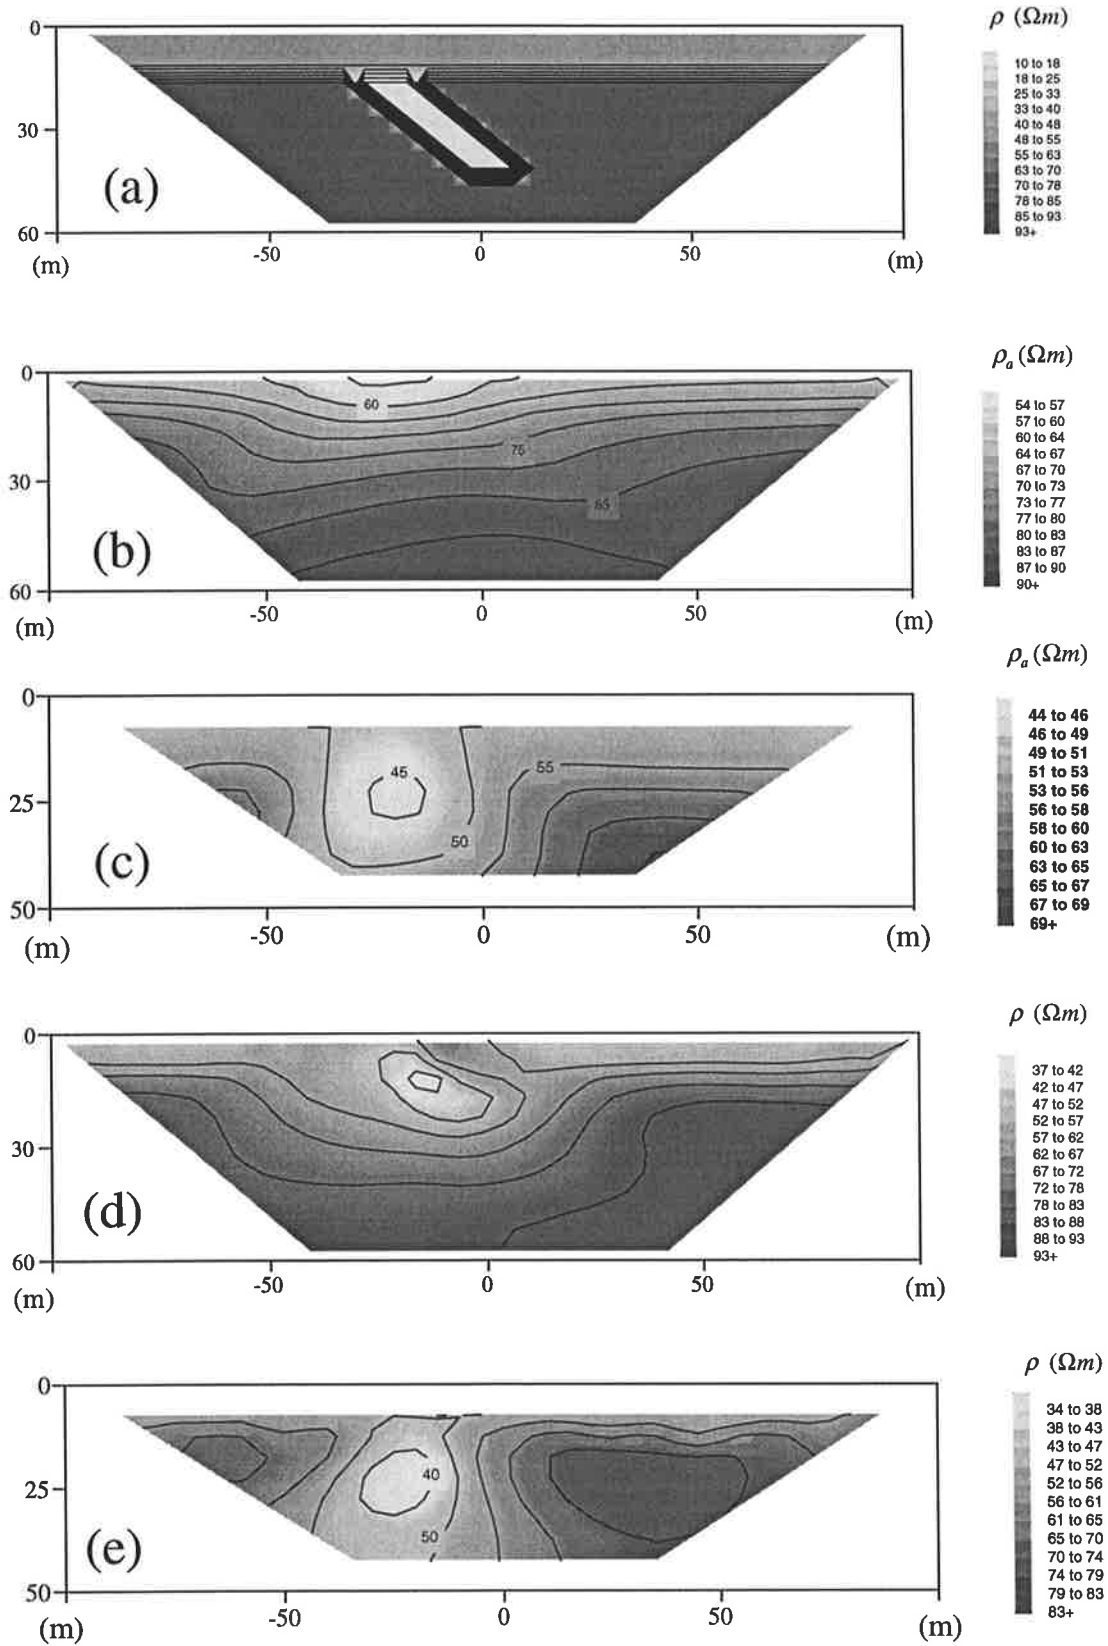 ρ (Ωm)
0
30
60
(a)
-50
0
50
(m)
(m)
10 to 18
18 to 25
25 to 33
33 to 40
40 to 48
48 to 55
55 to 63
63 to 70
70 to 78
78 to 85
85 to 93
93+
ρₐ (Ωm)
0
30
60
60
75
85
(b)
-50
0
50
(m)
(m)
54 to 57
57 to 60
60 to 64
64 to 67
67 to 70
70 to 73
73 to 77
77 to 80
80 to 83
83 to 87
87 to 90
90+
ρₐ (Ωm)
0
25
50
45
55
50
(c)
-50
0
50
(m)
(m)
44 to 46
46 to 49
49 to 51
51 to 53
53 to 56
56 to 58
58 to 60
60 to 63
63 to 65
65 to 67
67 to 69
69+
ρ (Ωm)
0
30
60
(d)
-50
0
50
(m)
(m)
37 to 42
42 to 47
47 to 52
52 to 57
57 to 62
62 to 67
67 to 72
72 to 78
78 to 83
83 to 88
88 to 93
93+
ρ (Ωm)
0
25
50
40
50
(e)
-50
0
50
(m)
(m)
34 to 38
38 to 43
43 to 47
47 to 52
52 to 56
56 to 61
61 to 65
65 to 70
70 to 74
74 to 79
79 to 83
83+